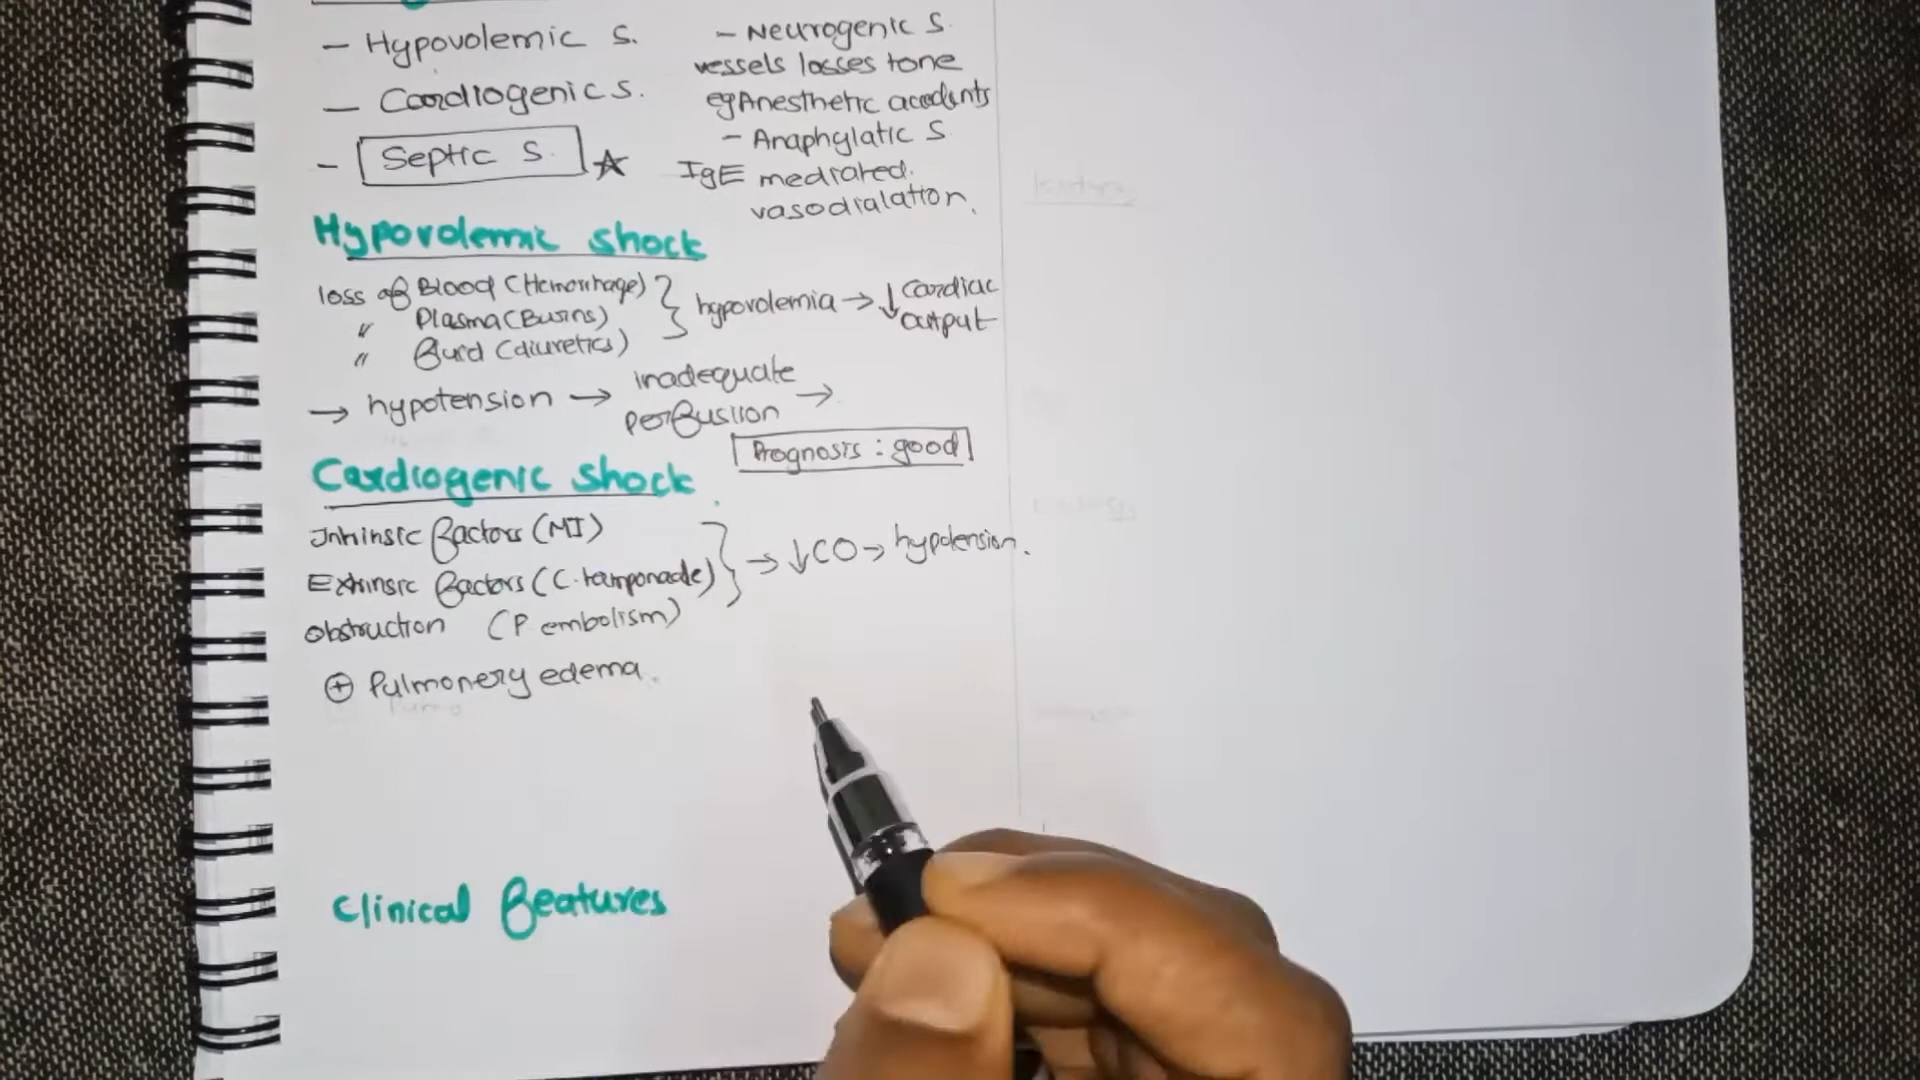 - Hypovolemic S.
- Cardiogenic S.
- Septic S. ☆
- Neurogenic S.
vessels losses tone
eg Anesthetic accidents
- Anaphylatic S
IgE mediated.
vasodialation.
Hypovolemic shock
loss of Blood (Hemorrhage)
〃 Plasma (Burns)
〃 fluid (diuretics)
} hypovolemia → ↓ Cardiac output
→ hypotension → inadequate perfusion →
Prognosis : good
Cardiogenic shock
Intrinsic factors (MI)
Extrinsic factors (C. tamponade)
Obstruction (P embolism)
} → ↓ CO → hypotension.
⊕ Pulmonery edema.
Clinical features